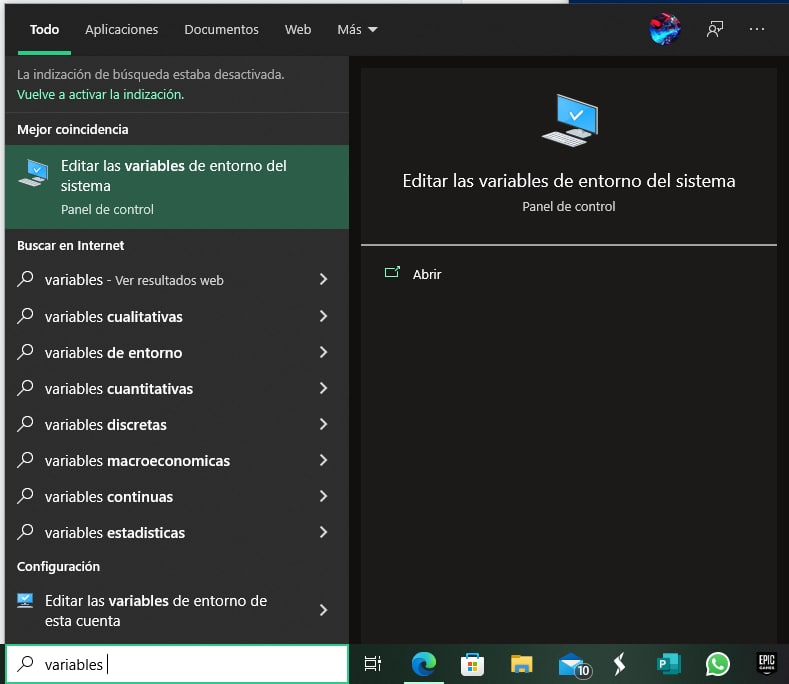 Todo
Aplicaciones
Documentos
Web
Más
La indización de búsqueda estaba desactivada.
Vuelve a activar la indización.
Mejor coincidencia
Editar las variables de entorno del
sistema
Panel de control
Buscar en Internet
variables - Ver resultados web
variables cualitativas
variables de entorno
variables cuantitativas
variables discretas
variables macroeconomicas
variables continuas
variables estadisticas
Configuración
Editar las variables de entorno de
esta cuenta
Editar las variables de entorno del sistema
Panel de control
Abrir
variables
10
P
EPIC
GAMES